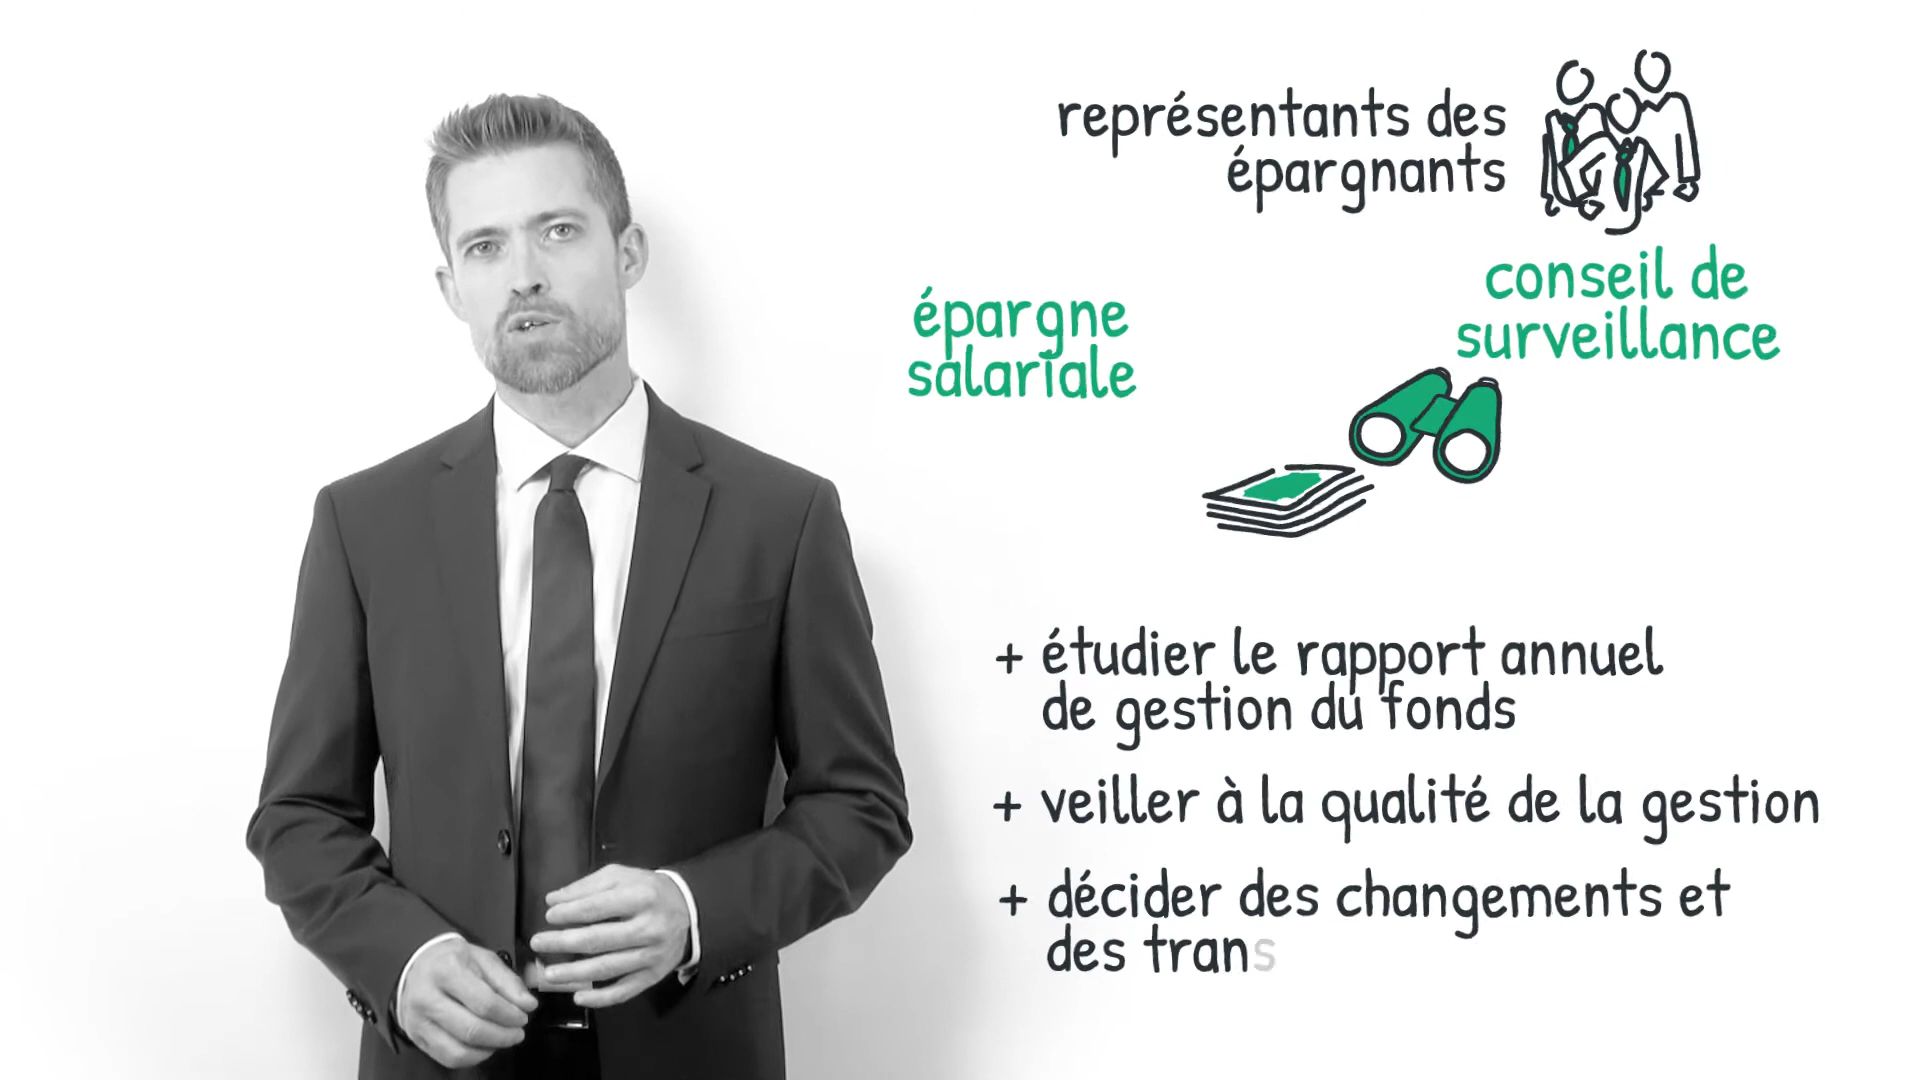 représentants des
épargnants
conseil de
surveillance
épargne
salariale
+ étudier le rapport annuel
de gestion du fonds
+ veiller à la qualité de la gestion
+ décider des changements et
des trans